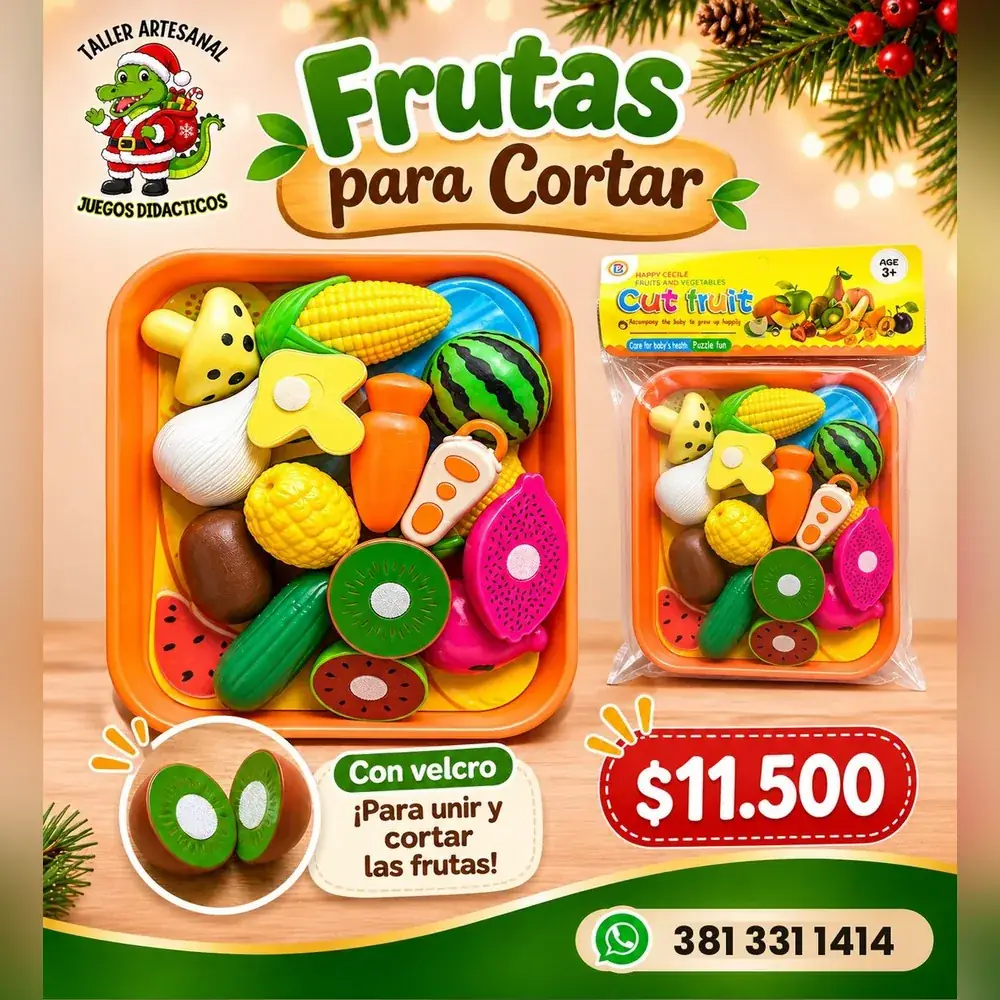 TALLER ARTESANAL
JUEGOS DIDACTICOS
Frutas
para Cortar
HAPPY CECILE
FRUITS AND VEGETABLES
Cut fruit
Accompany the baby to grow up happily
Care for baby's health Puzzle fun
AGE
3+
Con velcro
¡Para unir y
cortar
las frutas!
$11.500
381 331 1414